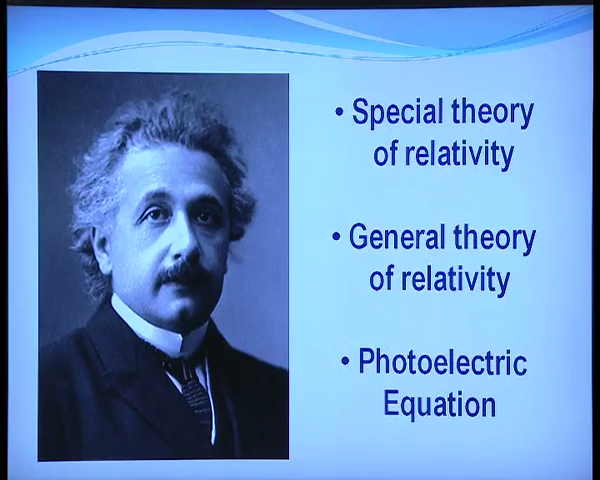 • Special theory
of relativity
• General theory
of relativity
• Photoelectric
Equation